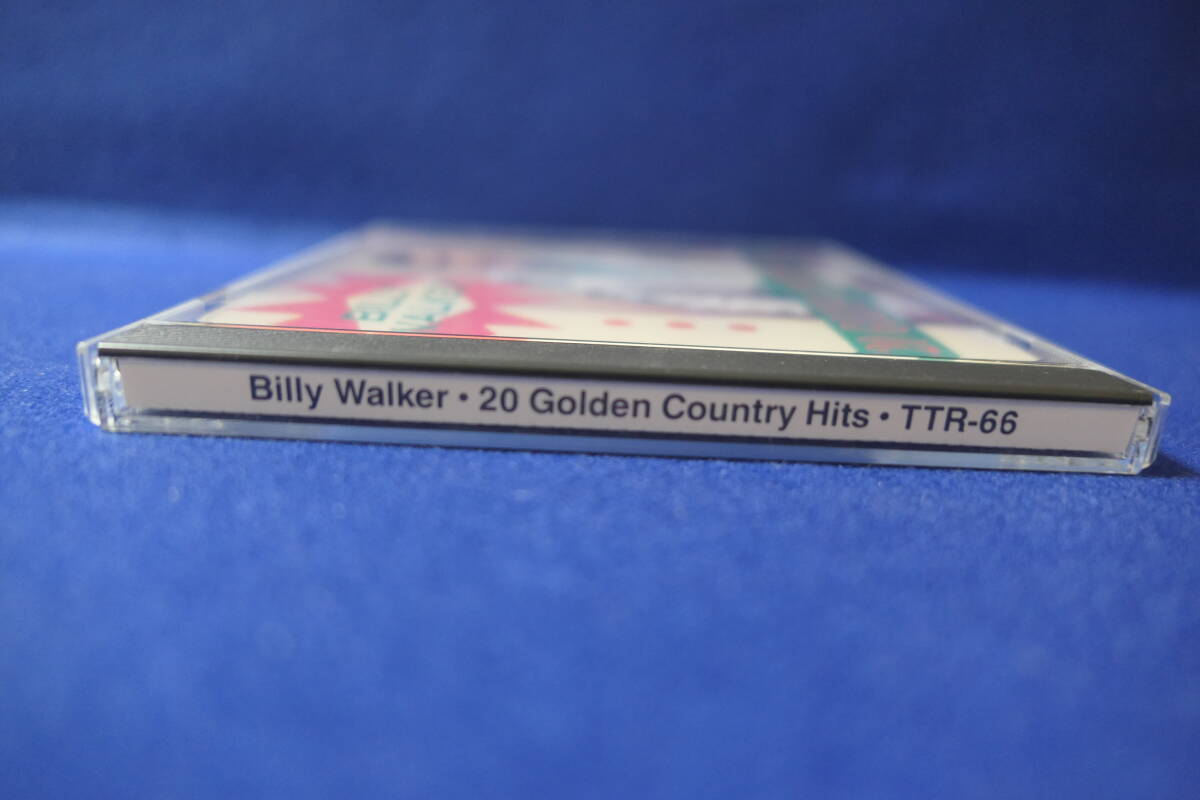 Billy Walker • 20 Golden Country Hits • TTR-66